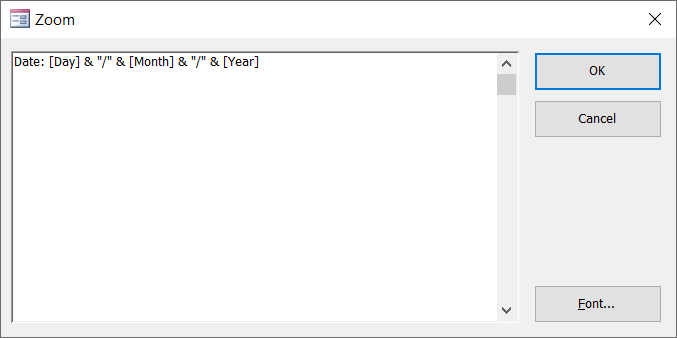 Zoom
Date: [Day] & "/" & [Month] & "/" & [Year]
OK
Cancel
Font...